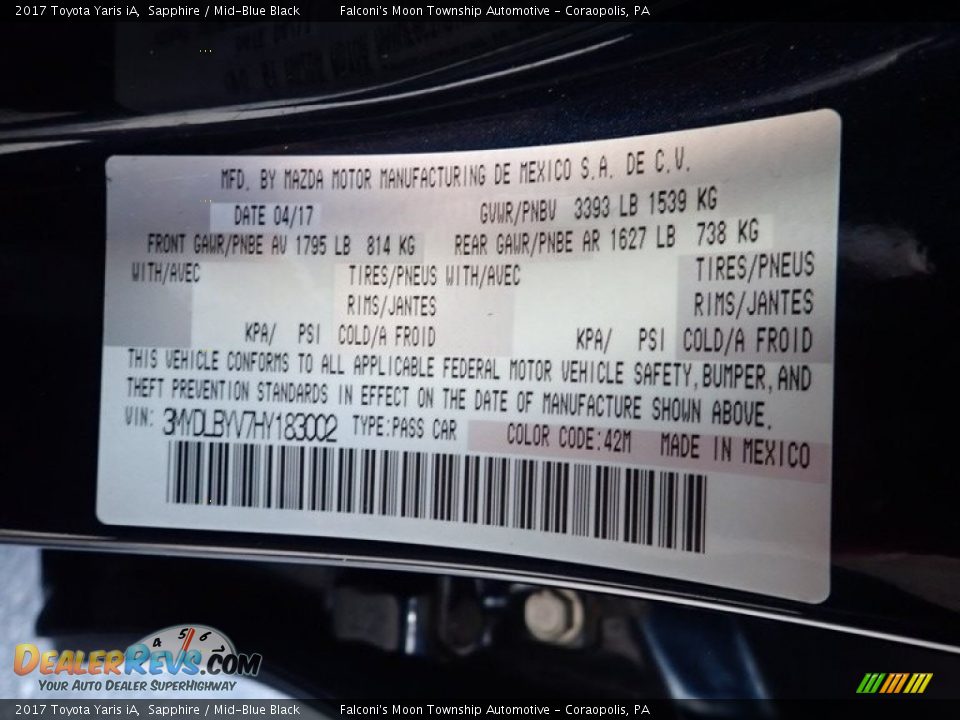 2017 Toyota Yaris iA, Sapphire / Mid-Blue Black Falconi's Moon Township Automotive - Coraopolis, PA
MFD. BY MAZDA MOTOR MANUFACTURING DE MEXICO S.A. DE C.V.
DATE 04/17 GVWR/PNBV 3393 LB 1539 KG
FRONT GAWR/PNBE AV 1795 LB 814 KG REAR GAWR/PNBE AR 1627 LB 738 KG
WITH/AVEC TIRES/PNEUS WITH/AVEC TIRES/PNEUS
RIMS/JANTES RIMS/JANTES
KPA/ PSI COLD/A FROID KPA/ PSI COLD/A FROID
THIS VEHICLE CONFORMS TO ALL APPLICABLE FEDERAL MOTOR VEHICLE SAFETY, BUMPER, AND
THEFT PREVENTION STANDARDS IN EFFECT ON THE DATE OF MANUFACTURE SHOWN ABOVE.
VIN: 3MYDLBYV7HY183002 TYPE:PASS CAR COLOR CODE:42M MADE IN MEXICO
4 5 6
DEALERREVS.COM
YOUR AUTO DEALER SUPERHIGHWAY
2017 Toyota Yaris iA, Sapphire / Mid-Blue Black Falconi's Moon Township Automotive - Coraopolis, PA